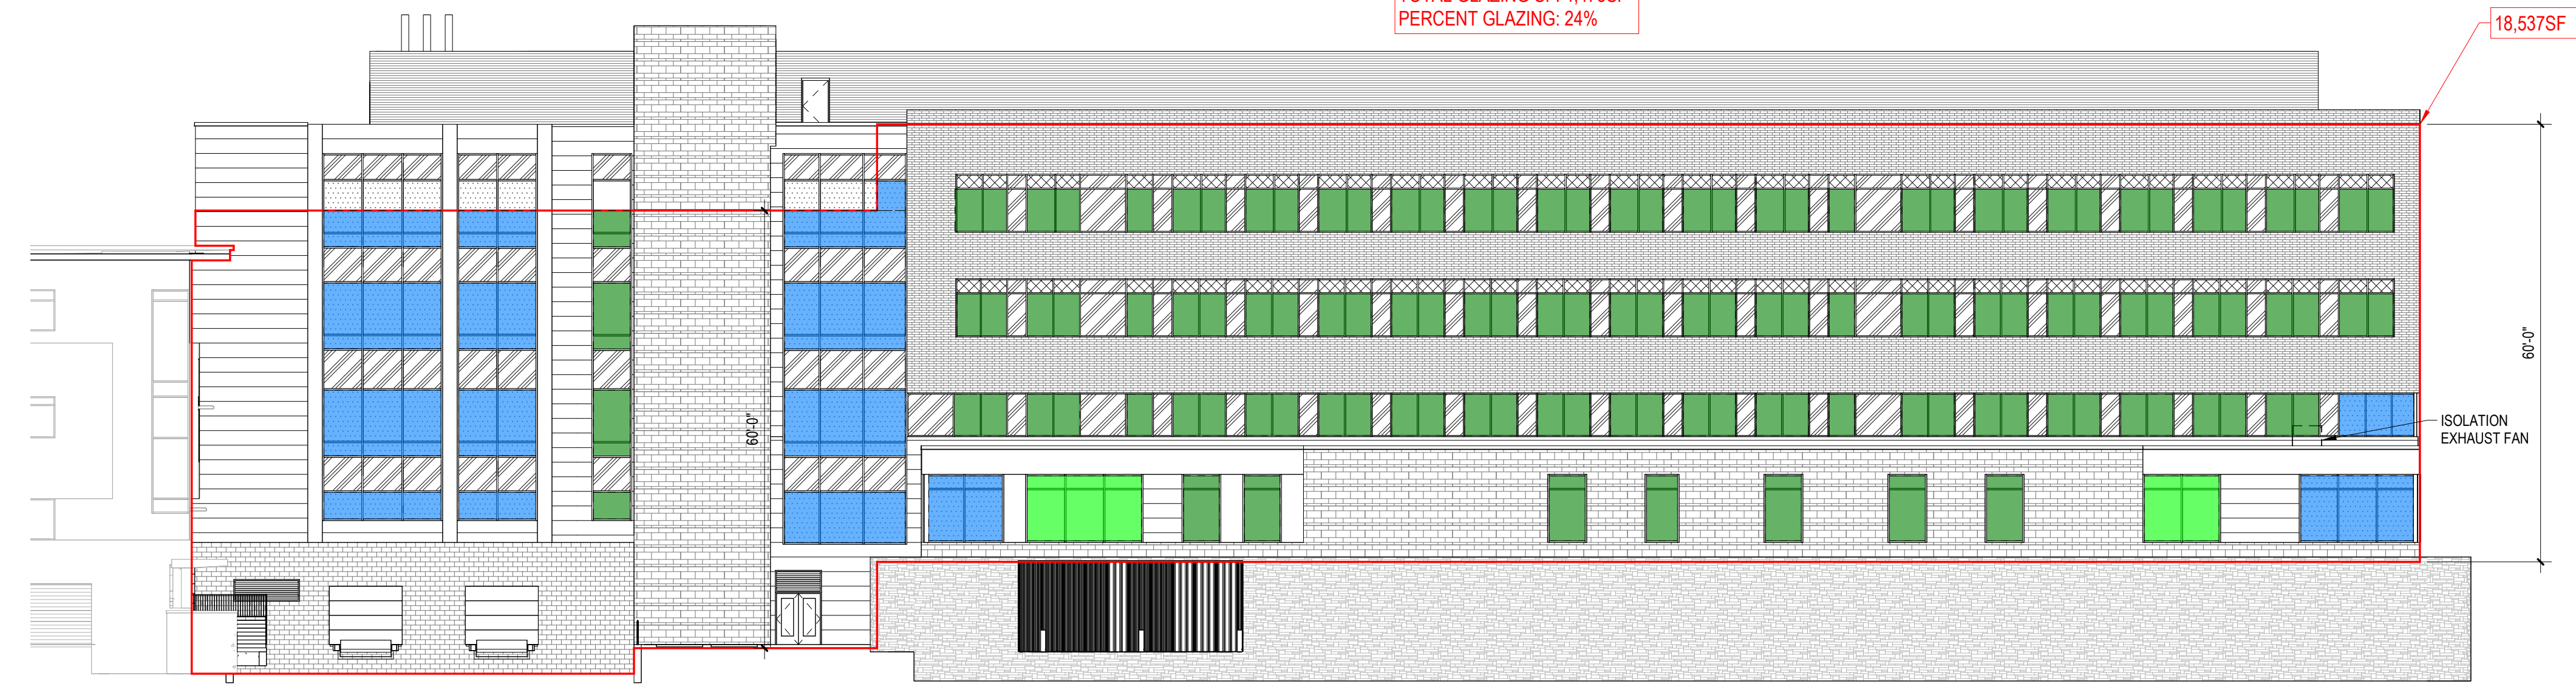 PERCENT GLAZING: 24%
18,537SF
60'-0"
60'-0"
ISOLATION
EXHAUST FAN